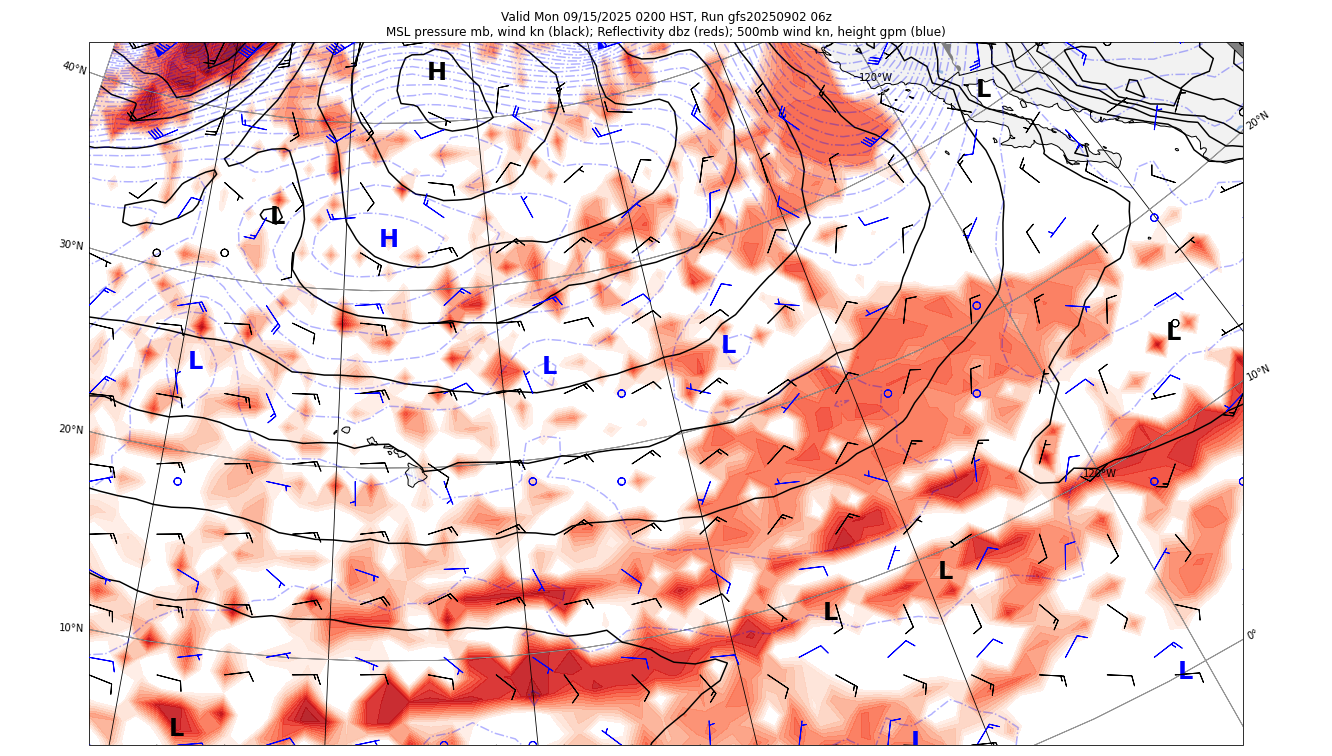 Valid Mon 09/15/2025 0200 HST, Run gfs20250902 06z
MSL pressure mb, wind kn (black); Reflectivity dbz (reds); 500mb wind kn, height gpm (blue)
40°N
H
120°W
L
20°N
L
H
30°N
L
L
L
L
10°N
20°N
120°W
L
L
10°N
0°
L
L
L